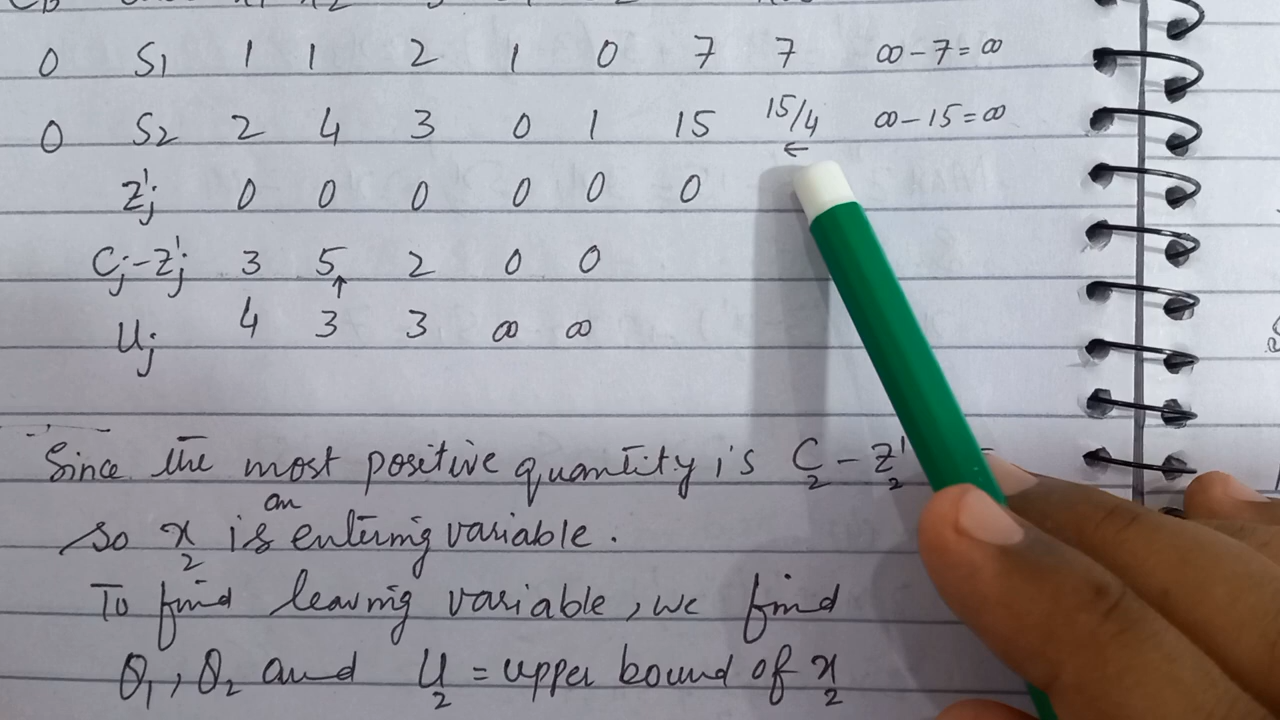 0 S1 1 1 2 1 0 7 7 ∞-7=∞
0 S2 2 4 3 0 1 15 15/4 ∞-15=∞
←
Z'j 0 0 0 0 0 0
Cj-Z'j 3 5 2 0 0
↑
Uj 4 3 3 ∞ ∞
Since the most positive quantity is C2-Z'2
so x2 is an entering variable.
To find leaving variable, we find
θ1, θ2 and U2 = upper bound of x2